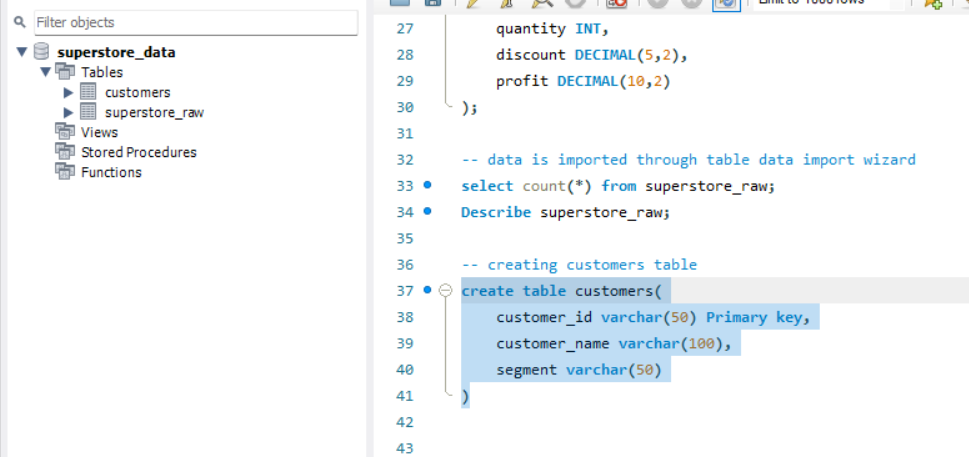 Filter objects
superstore_data
Tables
customers
superstore_raw
Views
Stored Procedures
Functions
27 quantity INT,
28 discount DECIMAL(5,2),
29 profit DECIMAL(10,2)
30 );
31
32 -- data is imported through table data import wizard
33 select count(*) from superstore_raw;
34 Describe superstore_raw;
35
36 -- creating customers table
37 create table customers(
38 customer_id varchar(50) Primary key,
39 customer_name varchar(100),
40 segment varchar(50)
41 )
42
43